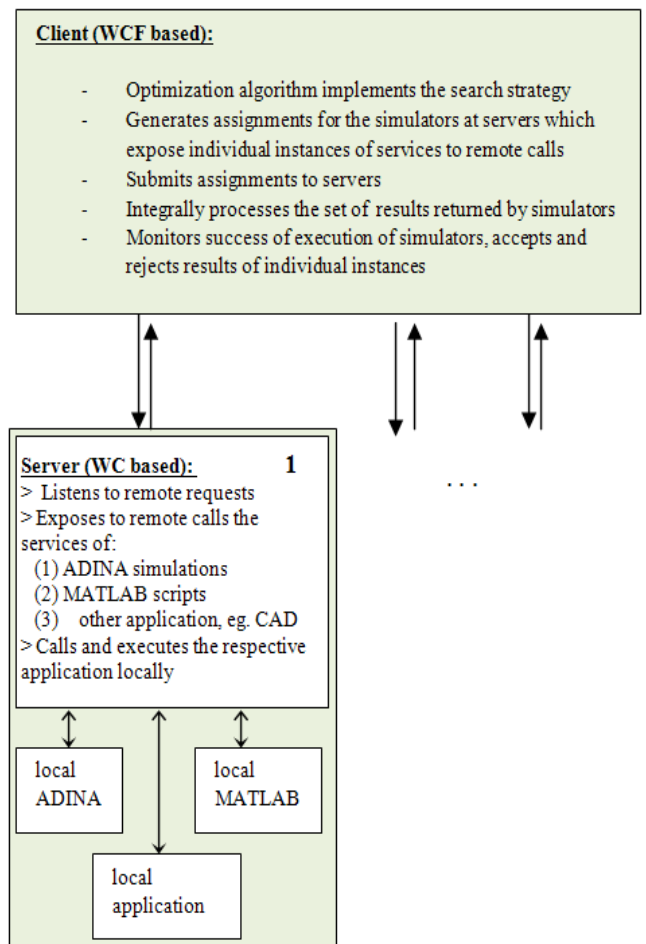 Client (WCF based):
- Optimization algorithm implements the search strategy
- Generates assignments for the simulators at servers which
expose individual instances of services to remote calls
- Submits assignments to servers
- Integrally processes the set of results returned by simulators
- Monitors success of execution of simulators, accepts and
rejects results of individual instances
Server (WC based): 1
> Listens to remote requests
> Exposes to remote calls the
services of:
(1) ADINA simulations
(2) MATLAB scripts
(3) other application, eg. CAD
> Calls and executes the respective
application locally
. . .
local
ADINA
local
MATLAB
local
application